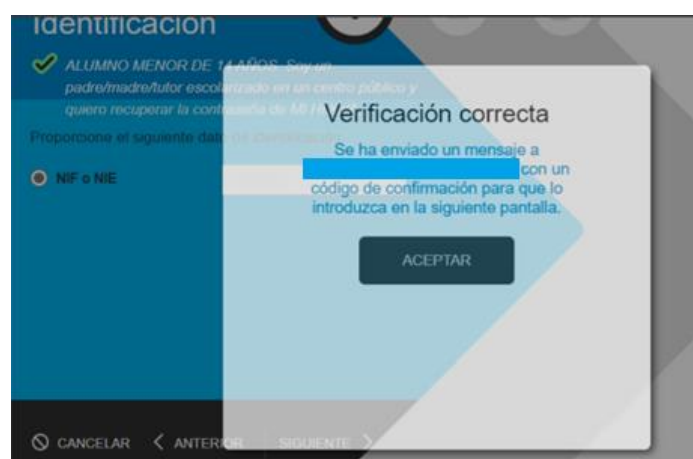 Identificación
ALUMNO MENOR DE 14 AÑOS. Soy un
padre/madre/tutor escolarizado en un centro público y
quiero recuperar la contraseña de Mi
Proporcione el siguiente dato de identificación
NIF o NIE
Verificación correcta
Se ha enviado un mensaje a
con un
código de confirmación para que lo
introduzca en la siguiente pantalla.
ACEPTAR
CANCELAR
ANTERIOR
SIGUIENTE